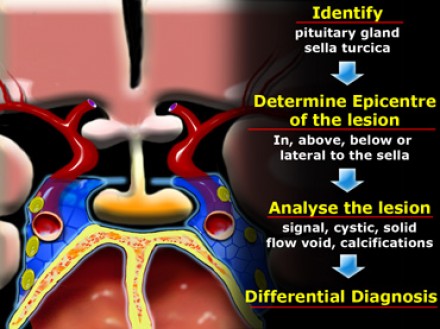 Identify
pituitary gland
sella turcica
Determine Epicentre
of the lesion
In, above, below or
lateral to the sella
Analyse the lesion
signal, cystic, solid
flow void, calcifications
Differential Diagnosis